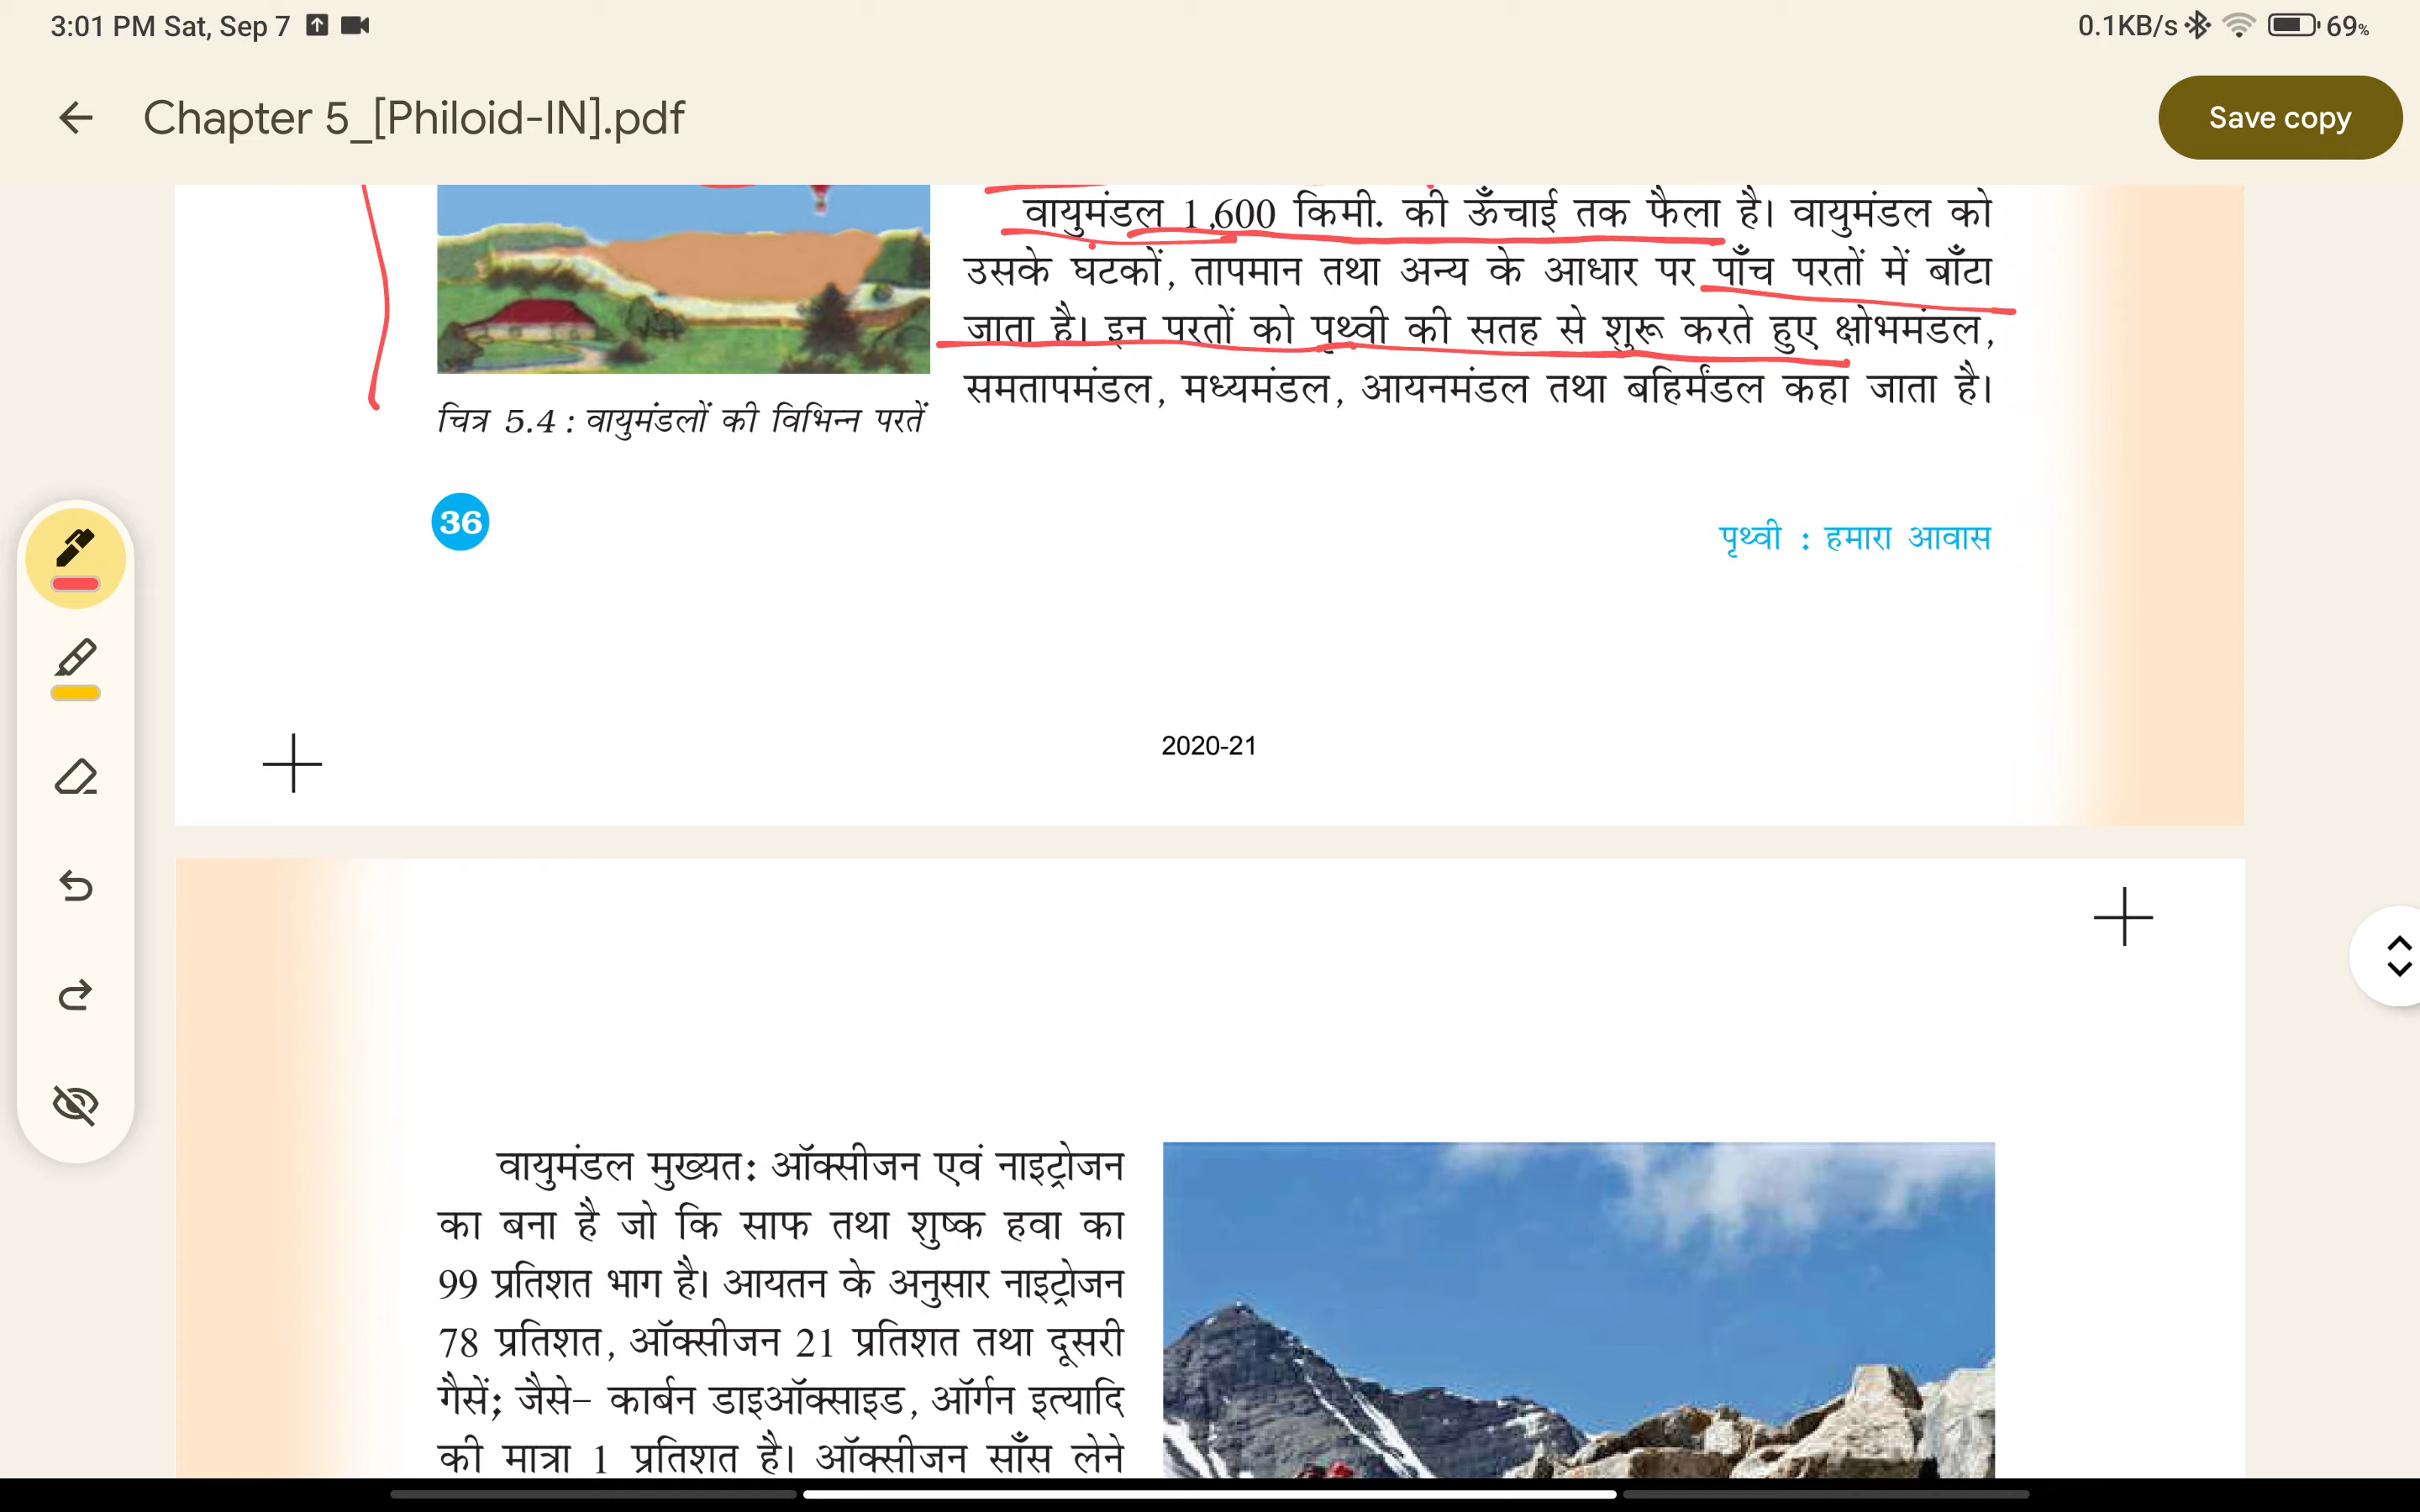 3:01 PM Sat, Sep 7
0.1KB/s
69%
Chapter 5_[Philoid-IN].pdf
Save copy
वायुमंडल 1,600 किमी. की ऊँचाई तक फैला है। वायुमंडल को
उसके घटकों, तापमान तथा अन्य के आधार पर पाँच परतों में बाँटा
जाता है। इन परतों को पृथ्वी की सतह से शुरू करते हुए क्षोभमंडल,
समतापमंडल, मध्यमंडल, आयनमंडल तथा बहिर्मंडल कहा जाता है।
चित्र 5.4 : वायुमंडलों की विभिन्न परतें
36
पृथ्वी : हमारा आवास
2020-21
वायुमंडल मुख्यत: ऑक्सीजन एवं नाइट्रोजन
का बना है जो कि साफ तथा शुष्क हवा का
99 प्रतिशत भाग है। आयतन के अनुसार नाइट्रोजन
78 प्रतिशत, ऑक्सीजन 21 प्रतिशत तथा दूसरी
गैसें; जैसे– कार्बन डाइऑक्साइड, ऑर्गन इत्यादि
की मात्रा 1 प्रतिशत है। ऑक्सीजन साँस लेने